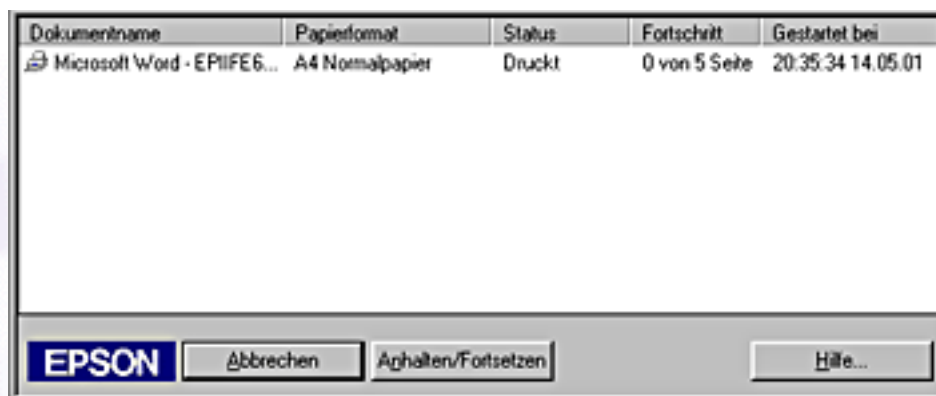 Dokumentname Papierformat Status Fortschritt Gestartet bei
Microsoft Word - EPIIFE6... A4 Normalpapier Druckt 0 von 5 Seite 20:35:34 14.05.01
EPSON Abbrechen Anhalten/Fortsetzen Hilfe...